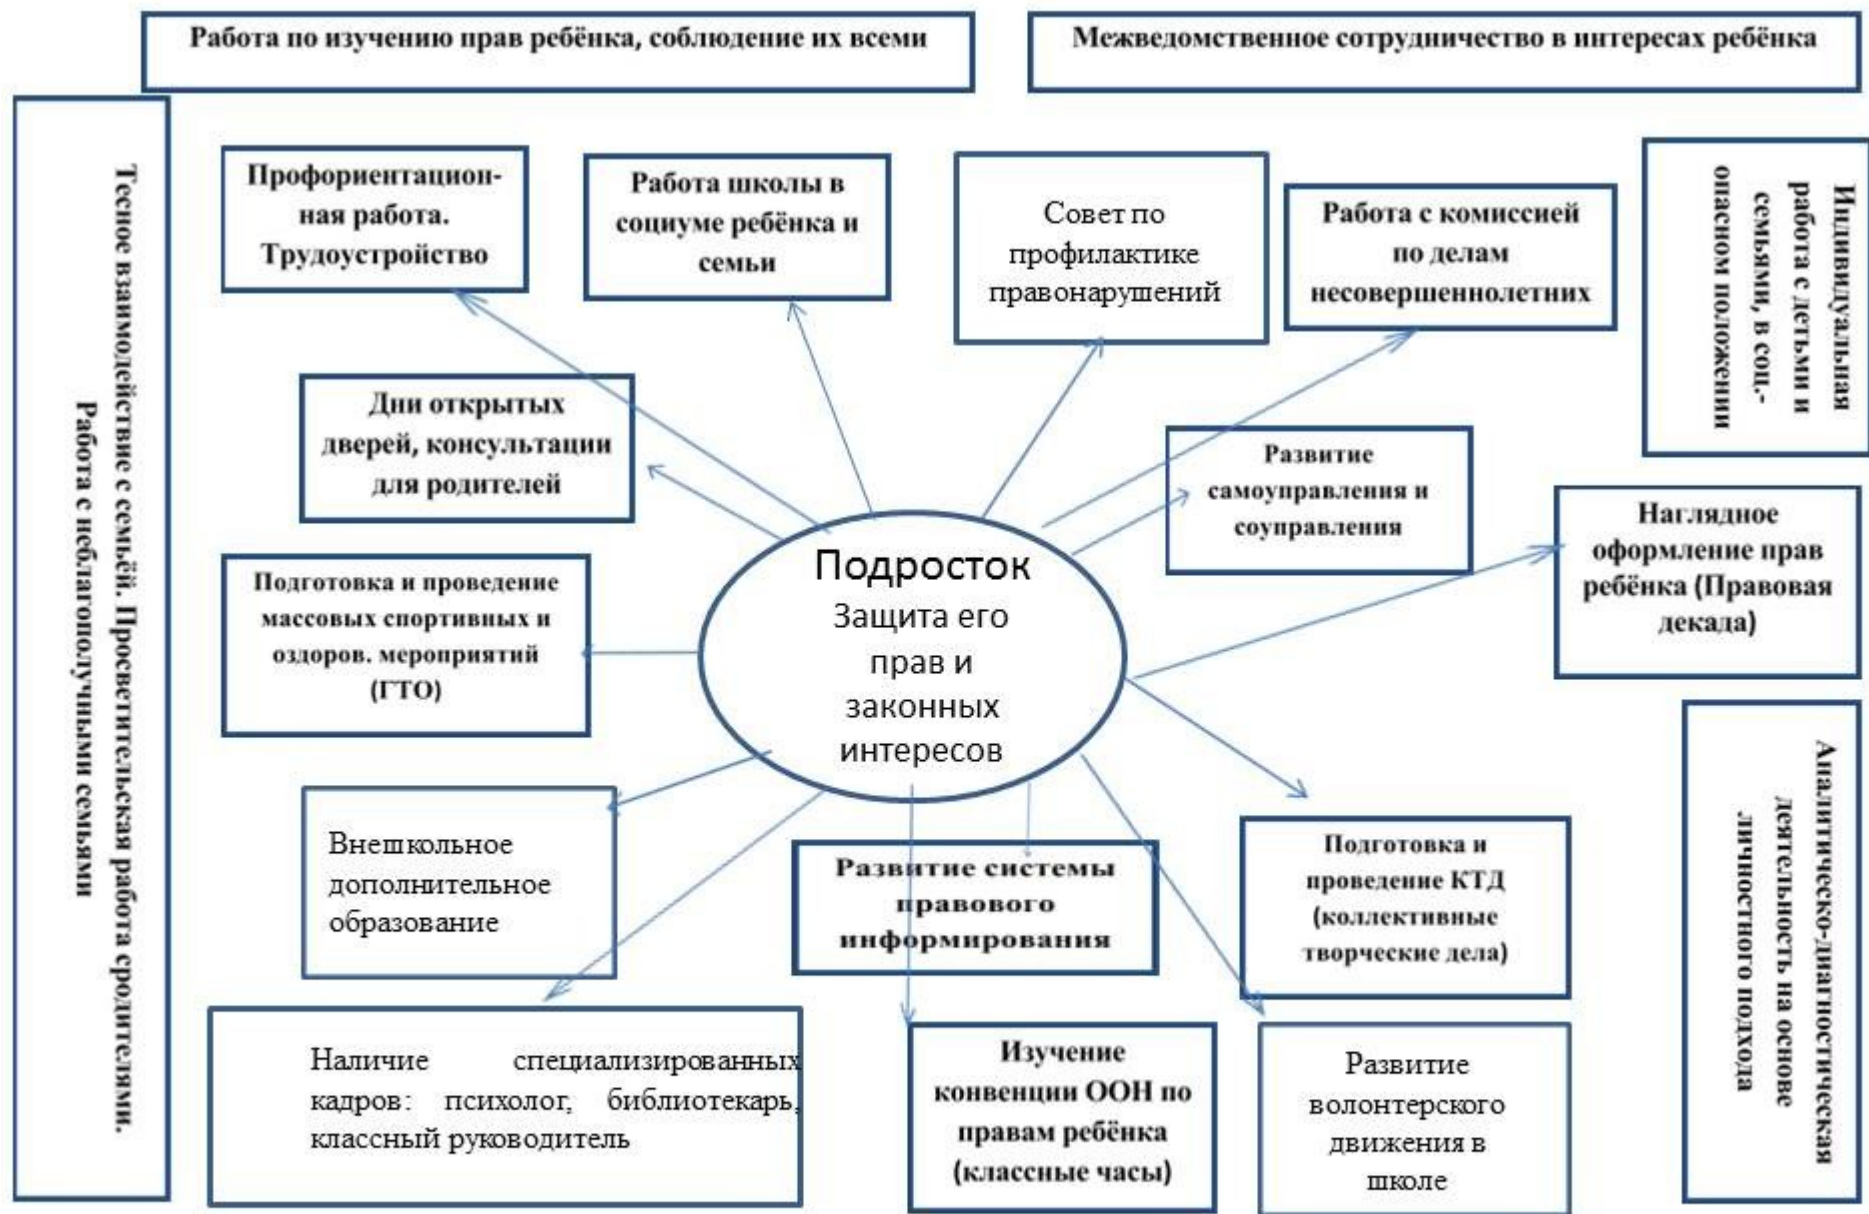 Работа по изучению прав ребёнка, соблюдение их всеми
Межведомственное сотрудничество в интересах ребёнка
Тесное взаимодействие с семьёй. Просветительская работа сродителями.
Работа с неблагополучными семьями
Профориентацион-
ная работа.
Трудоустройство
Работа школы в
социуме ребёнка и
семьи
Совет по
профилактике
правонарушений
Работа с комиссией
по делам
несовершеннолетних
Индивидуальная
работа с детьми и
семьями, в соц.-
опасном положении
Дни открытых
дверей, консультации
для родителей
Развитие
самоуправления и
соуправления
Наглядное
оформление прав
ребёнка (Правовая
декада)
Подготовка и проведение
массовых спортивных и
оздоров. мероприятий
(ГТО)
Подросток
Защита его
прав и
законных
интересов
Аналитическо-диагностическая
деятельность на основе
личностного подхода
Внешкольное
дополнительное
образование
Развитие системы
правового
информирования
Подготовка и
проведение КТД
(коллективные
творческие дела)
Наличие специализированных
кадров: психолог, библиотекарь,
классный руководитель
Изучение
конвенции ООН по
правам ребёнка
(классные часы)
Развитие
волонтерского
движения в
школе